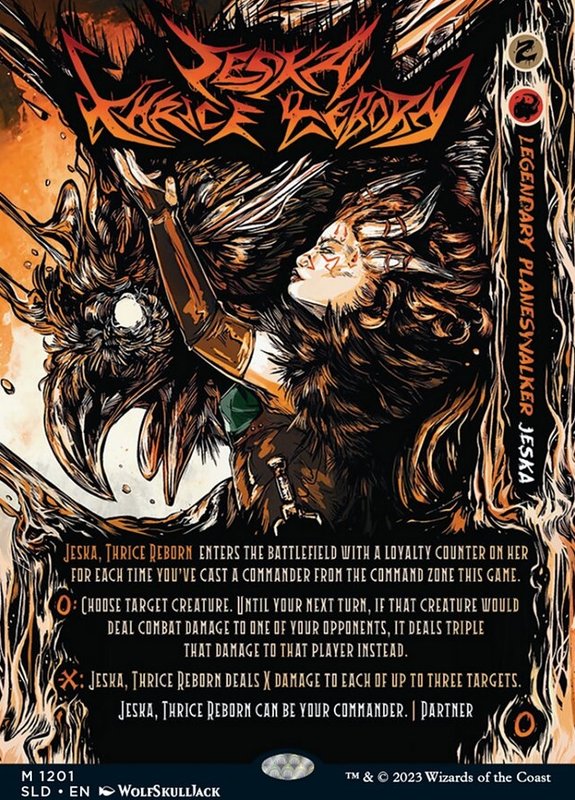 JESKA,
THRICE REBORN
2
LEGENDARY PLANESWALKER JESKA
JESKA, THRICE REBORN ENTERS THE BATTLEFIELD WITH A LOYALTY COUNTER ON HER
FOR EACH TIME YOU'VE CAST A COMMANDER FROM THE COMMAND ZONE THIS GAME.
0: CHOOSE TARGET CREATURE. UNTIL YOUR NEXT TURN, IF THAT CREATURE WOULD
DEAL COMBAT DAMAGE TO ONE OF YOUR OPPONENTS, IT DEALS TRIPLE
THAT DAMAGE TO THAT PLAYER INSTEAD.
-X: JESKA, THRICE REBORN DEALS X DAMAGE TO EACH OF UP TO THREE TARGETS.
JESKA, THRICE REBORN CAN BE YOUR COMMANDER. | PARTNER
0
M 1201
SLD • EN WOLFSKULLJACK
™ & © 2023 Wizards of the Coast